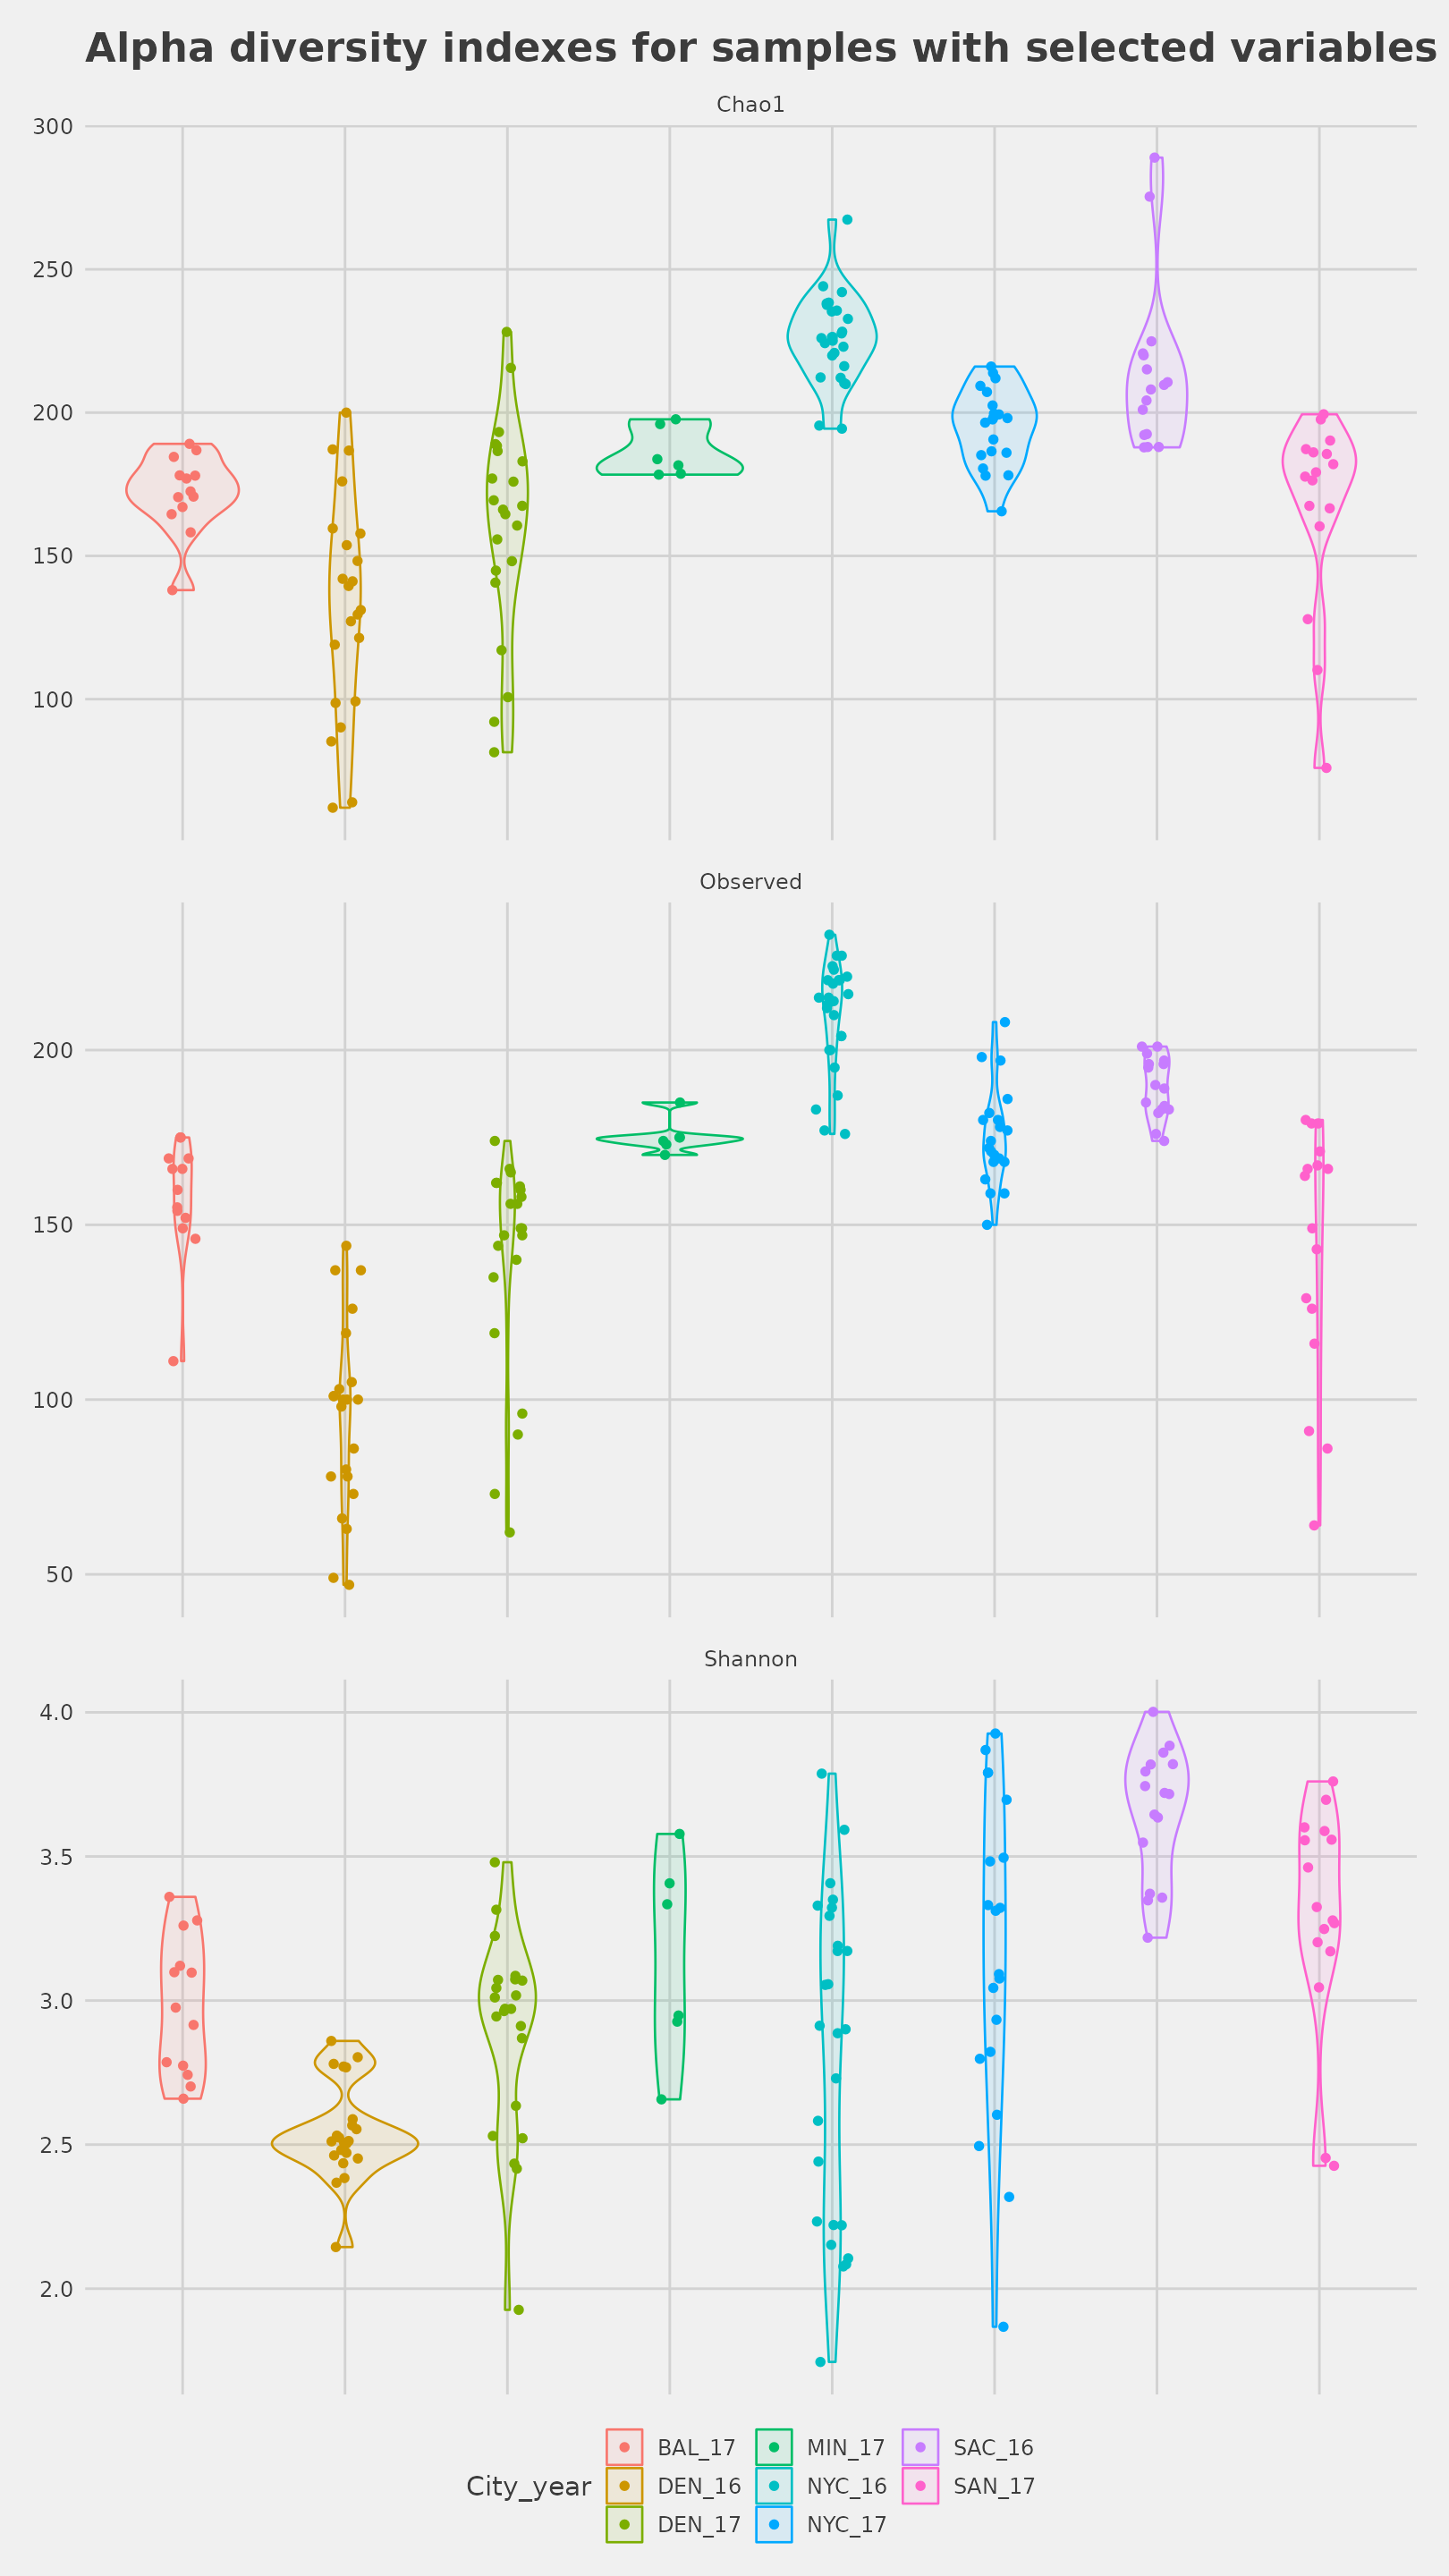 Alpha diversity indexes for samples with selected variables
Chao1
300
250
200
150
100
Observed
200
150
100
50
Shannon
4.0
3.5
3.0
2.5
2.0
City_year
BAL_17 MIN_17 SAC_16
DEN_16 NYC_16 SAN_17
DEN_17 NYC_17